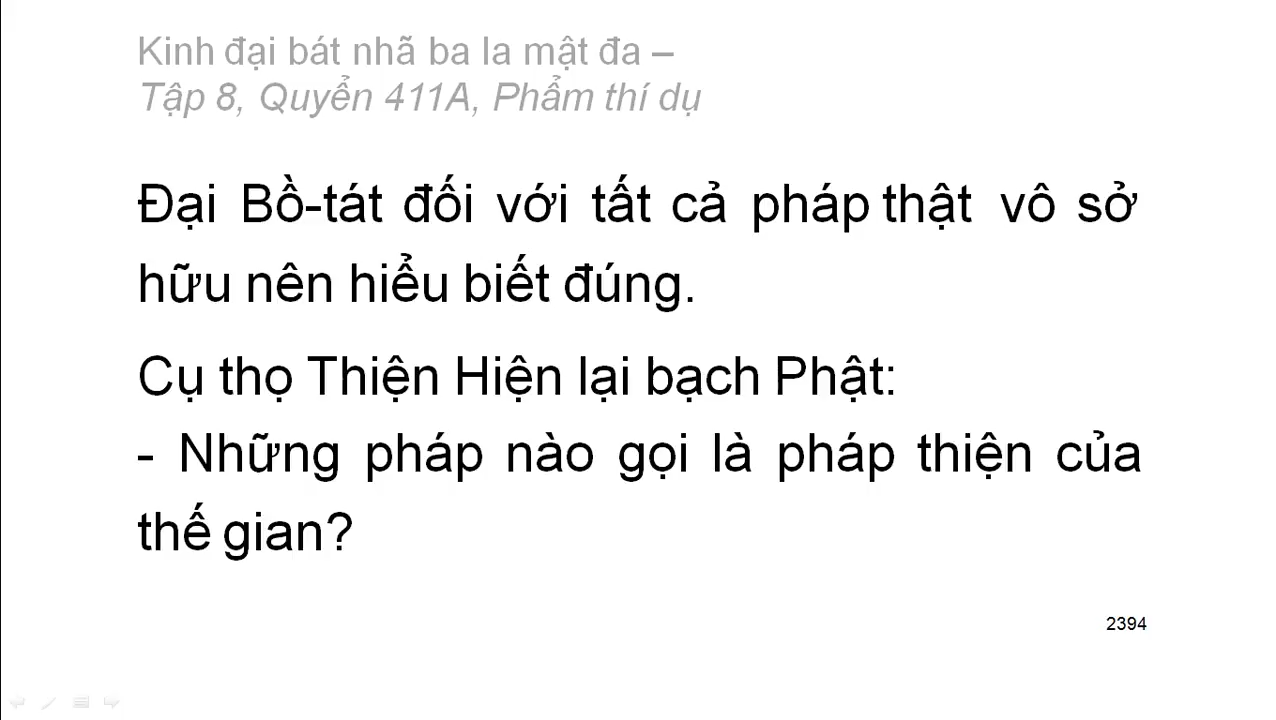 Kinh đại bát nhã ba la mật đa –
Tập 8, Quyển 411A, Phẩm thí dụ
Đại Bồ-tát đối với tất cả pháp thật vô sở
hữu nên hiểu biết đúng.
Cụ thọ Thiện Hiện lại bạch Phật:
- Những pháp nào gọi là pháp thiện của
thế gian?
2394